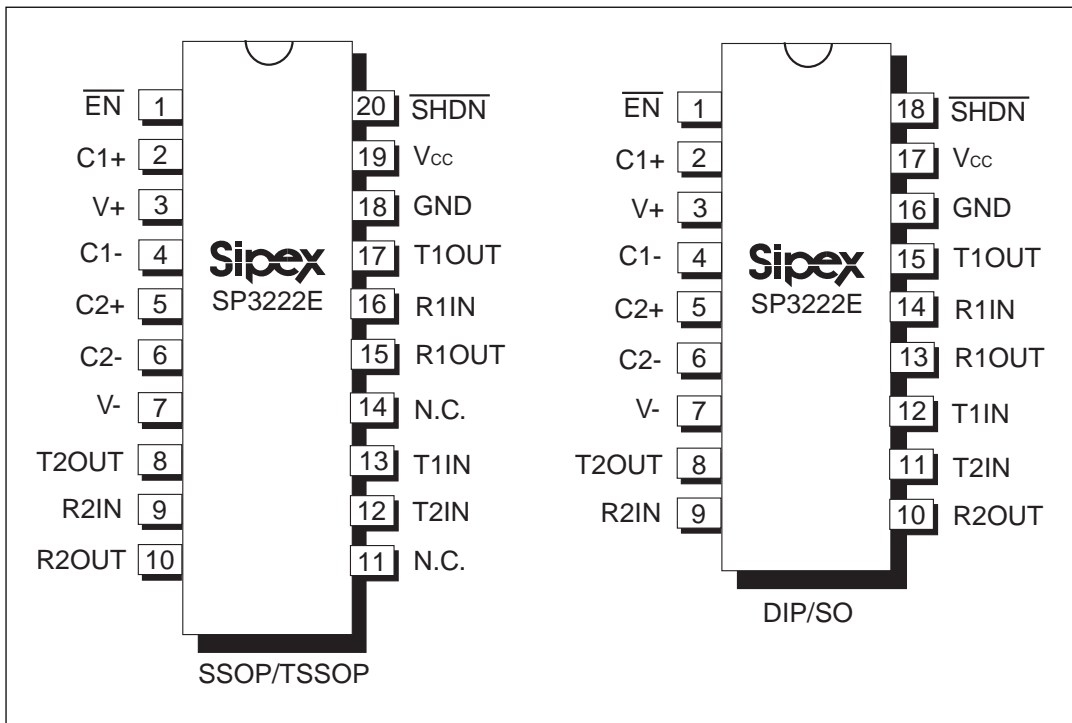 EN 1
C1+ 2
V+ 3
C1- 4
C2+ 5
C2- 6
V- 7
T2OUT 8
R2IN 9
R2OUT 10
Sipex
SP3222E
20 SHDN
19 Vcc
18 GND
17 T1OUT
16 R1IN
15 R1OUT
14 N.C.
13 T1IN
12 T2IN
11 N.C.
SSOP/TSSOP
EN 1
C1+ 2
V+ 3
C1- 4
C2+ 5
C2- 6
V- 7
T2OUT 8
R2IN 9
Sipex
SP3222E
18 SHDN
17 Vcc
16 GND
15 T1OUT
14 R1IN
13 R1OUT
12 T1IN
11 T2IN
10 R2OUT
DIP/SO